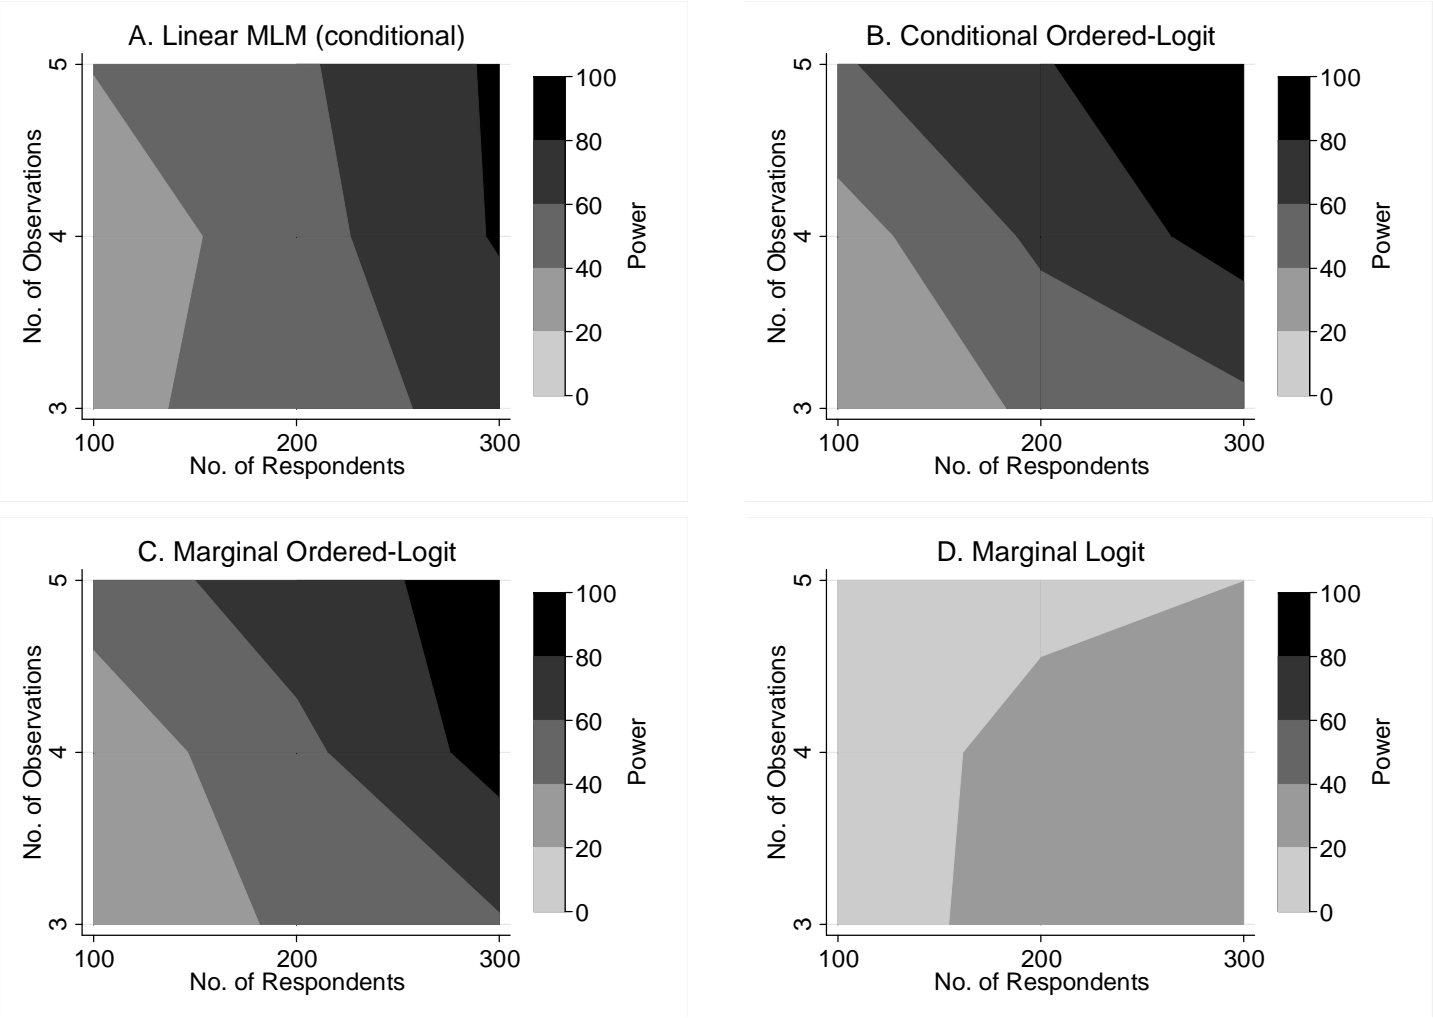 A. Linear MLM (conditional)
No. of Observations
5
4
3
100 200 300
No. of Respondents
100
80
60
40
20
0
Power
B. Conditional Ordered-Logit
No. of Observations
5
4
3
100 200 300
No. of Respondents
100
80
60
40
20
0
Power
C. Marginal Ordered-Logit
No. of Observations
5
4
3
100 200 300
No. of Respondents
100
80
60
40
20
0
Power
D. Marginal Logit
No. of Observations
5
4
3
100 200 300
No. of Respondents
100
80
60
40
20
0
Power